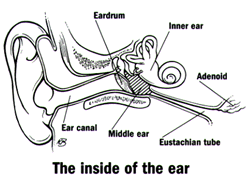 Eardrum
Inner ear
Adenoid
Ear canal
Middle ear
Eustachian tube
The inside of the ear